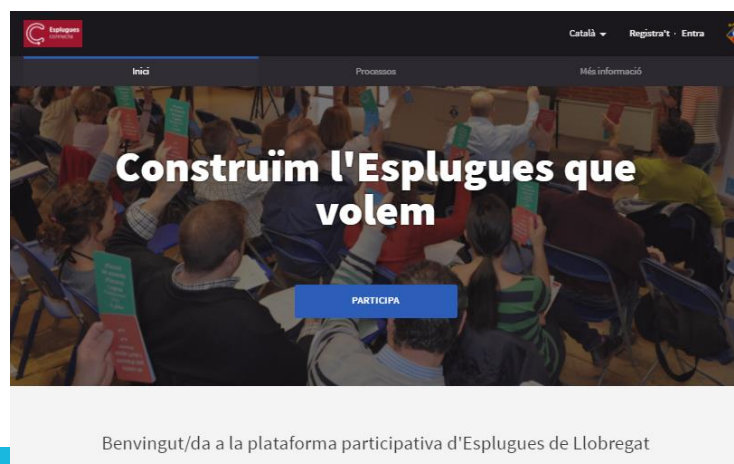 Esplugues
Català
Registra't · Entra
Inici
Processos
Més informació
Construïm l'Esplugues que
volem
PARTICIPA
Benvingut/da a la plataforma participativa d'Esplugues de Llobregat